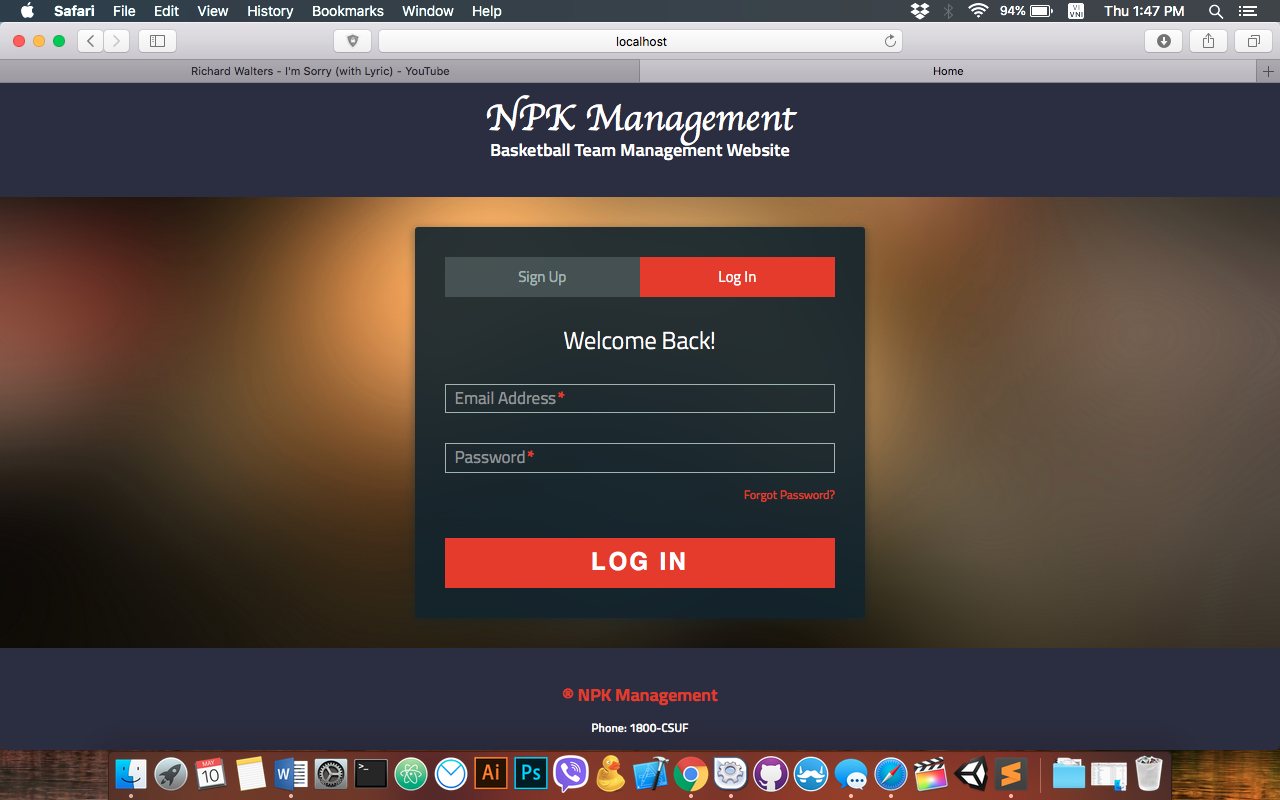 Safari File Edit View History Bookmarks Window Help 94% VI VNI Thu 1:47 PM
localhost
Richard Walters - I'm Sorry (with Lyric) - YouTube
Home
NPK Management
Basketball Team Management Website
Sign Up
Log In
Welcome Back!
Email Address*
Password*
Forgot Password?
LOG IN
® NPK Management
Phone: 1800-CSUF
MAY
10
W
>_
Ai
Ps
S